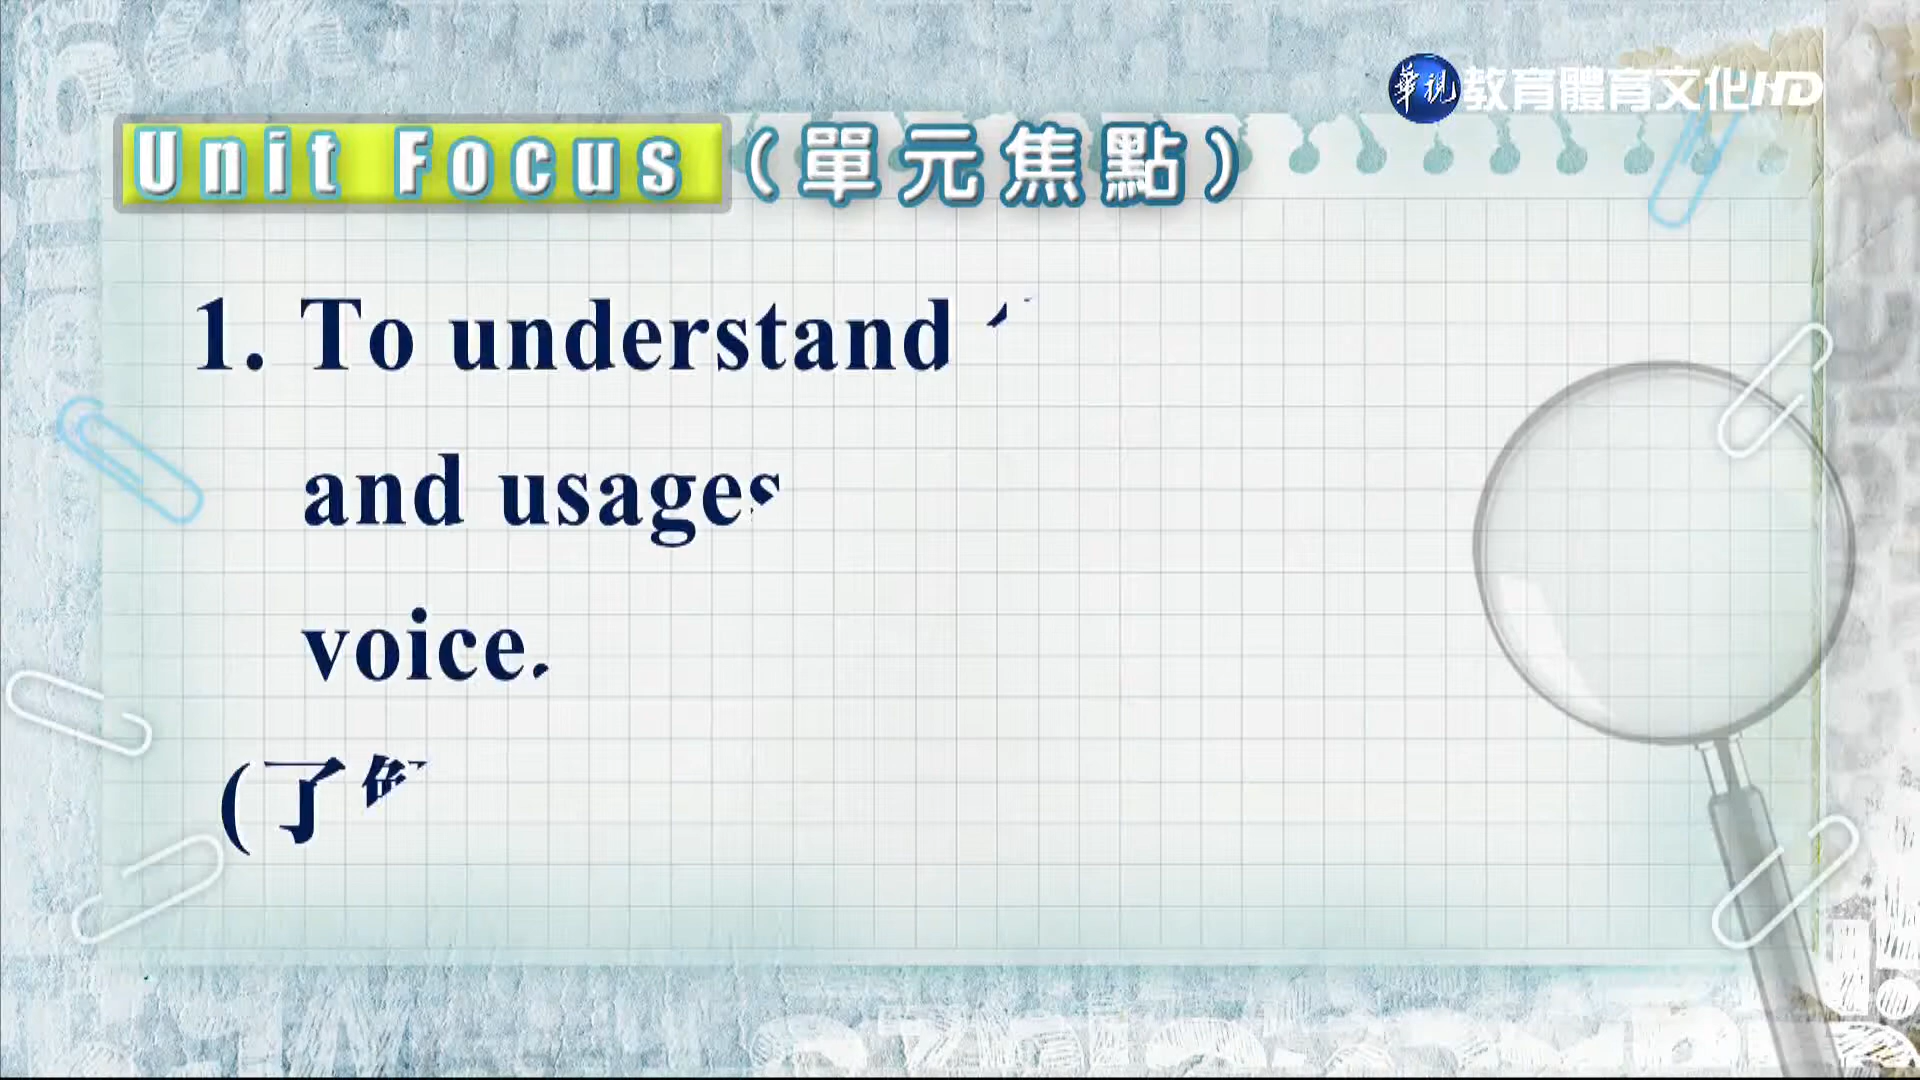 華視 教育體育文化HD
Unit Focus (單元焦點)
1. To understand
and usages
voice.
(了解